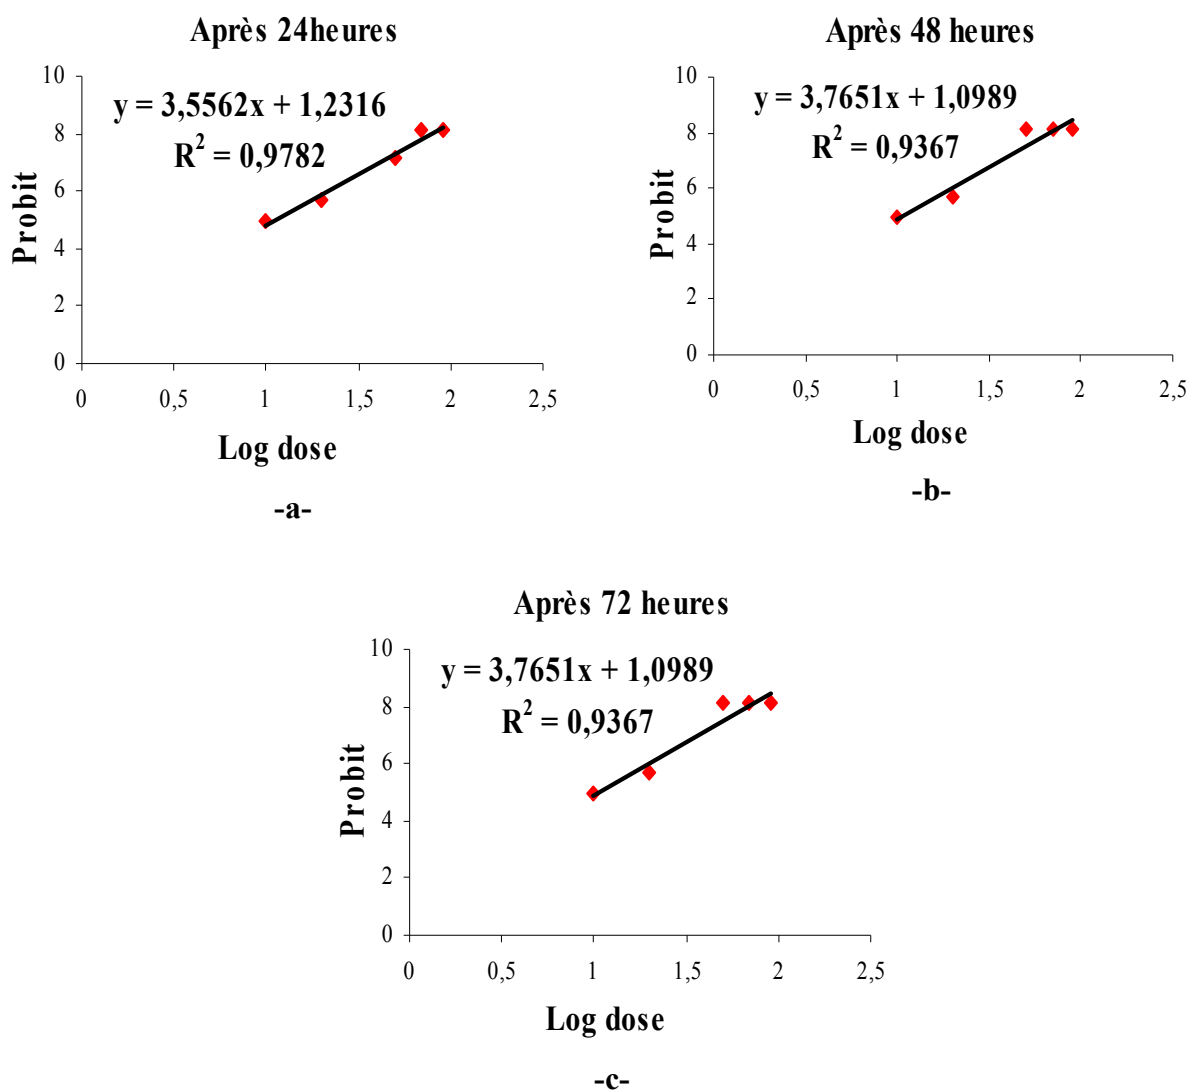 Après 24heures
y = 3,5562x + 1,2316
R² = 0,9782
10
8
6
4
2
0
Probit
0 0,5 1 1,5 2 2,5
Log dose
-a-
Après 48 heures
y = 3,7651x + 1,0989
R² = 0,9367
10
8
6
4
2
0
Probit
0 0,5 1 1,5 2 2,5
Log dose
-b-
Après 72 heures
y = 3,7651x + 1,0989
R² = 0,9367
10
8
6
4
2
0
Probit
0 0,5 1 1,5 2 2,5
Log dose
-c-